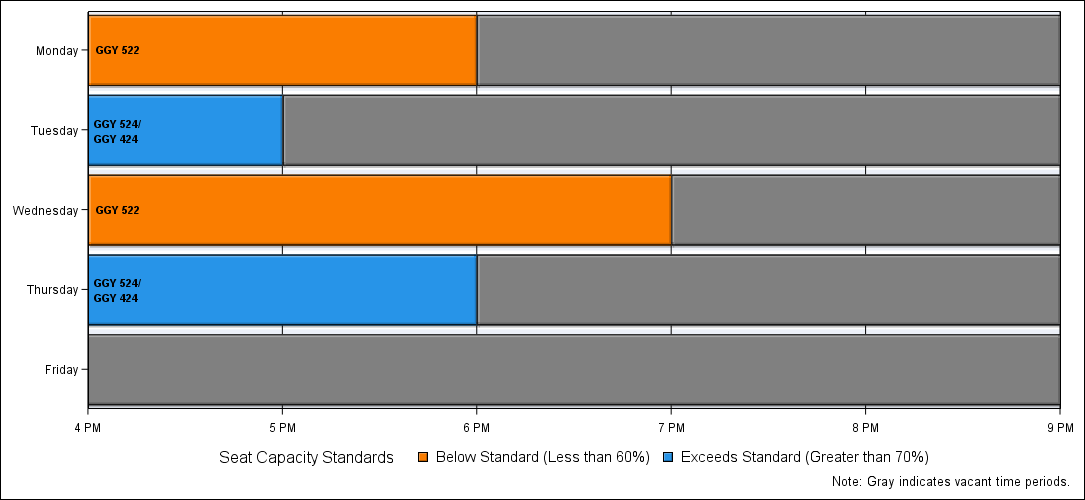 Monday
GGY 522
Tuesday
GGY 524/
GGY 424
Wednesday
GGY 522
Thursday
GGY 524/
GGY 424
Friday
4 PM 5 PM 6 PM 7 PM 8 PM 9 PM
Seat Capacity Standards Below Standard (Less than 60%) Exceeds Standard (Greater than 70%)
Note: Gray indicates vacant time periods.